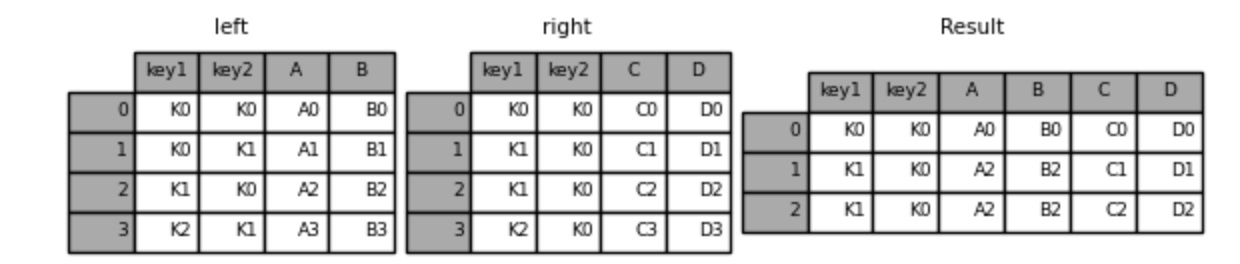 left
key1 key2 A B
0 K0 K0 A0 B0
1 K0 K1 A1 B1
2 K1 K0 A2 B2
3 K2 K1 A3 B3
right
key1 key2 C D
0 K0 K0 C0 D0
1 K1 K0 C1 D1
2 K1 K0 C2 D2
3 K2 K0 C3 D3
Result
key1 key2 A B C D
0 K0 K0 A0 B0 C0 D0
1 K1 K0 A2 B2 C1 D1
2 K1 K0 A2 B2 C2 D2